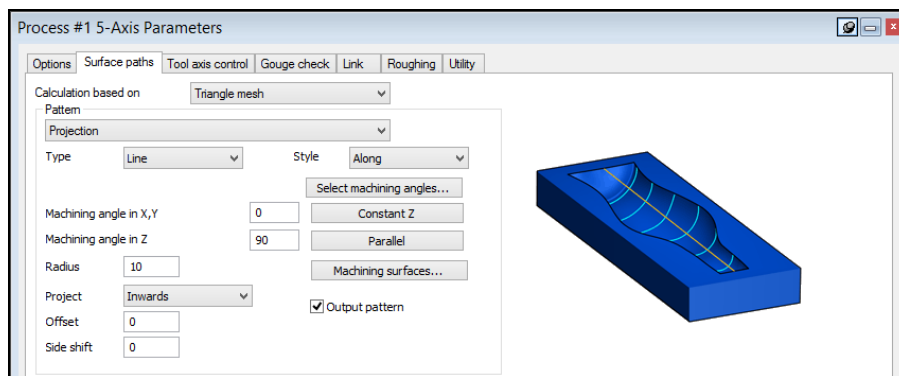 Process #1 5-Axis Parameters
Options Surface paths Tool axis control Gouge check Link Roughing Utility
Calculation based on Triangle mesh
Pattern
Projection
Type Line Style Along
Select machining angles...
Machining angle in X,Y 0 Constant Z
Machining angle in Z 90 Parallel
Radius 10 Machining surfaces...
Project Inwards Output pattern
Offset 0
Side shift 0